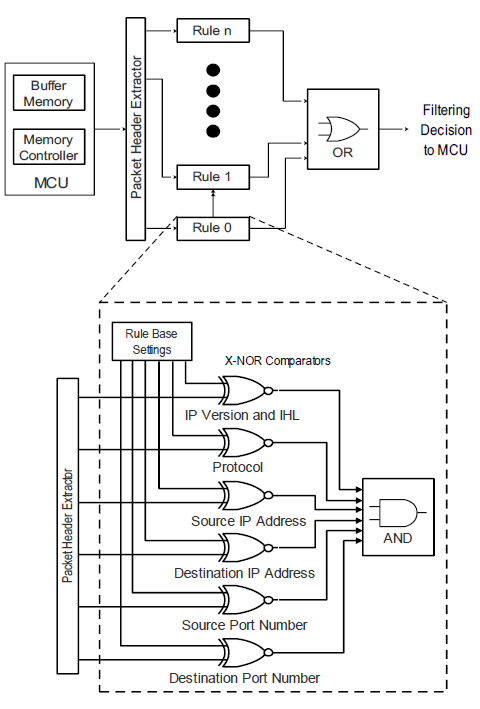 Rule n
Buffer
Memory
Memory
Controller
MCU
Packet Header Extractor
OR
Filtering
Decision
to MCU
Rule 1
Rule 0
Rule Base
Settings
X-NOR Comparators
IP Version and IHL
Protocol
Source IP Address
Destination IP Address
Source Port Number
Destination Port Number
Packet Header Extractor
AND